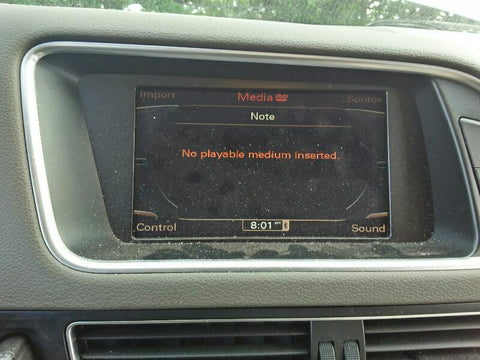 Import Media Source
Note
No playable medium inserted.
Control 8:01 Sound